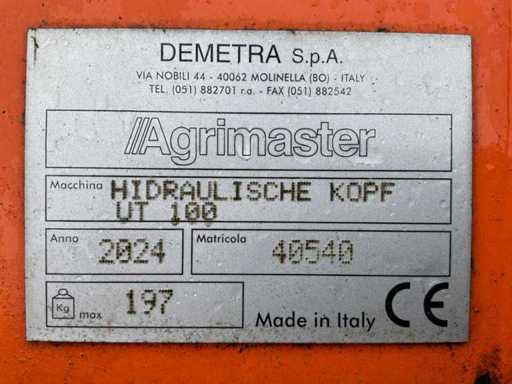 DEMETRA S.p.A.
VIA NOBILI 44 - 40062 MOLINELLA (BO) - ITALY
TEL. (051) 882701 r.a. - FAX (051) 882542
Agrimaster
Macchina HIDRAULISCHE KOPF
UT 100
Anno 2024 Matricola 40540
Kg max 197 Made in Italy CE